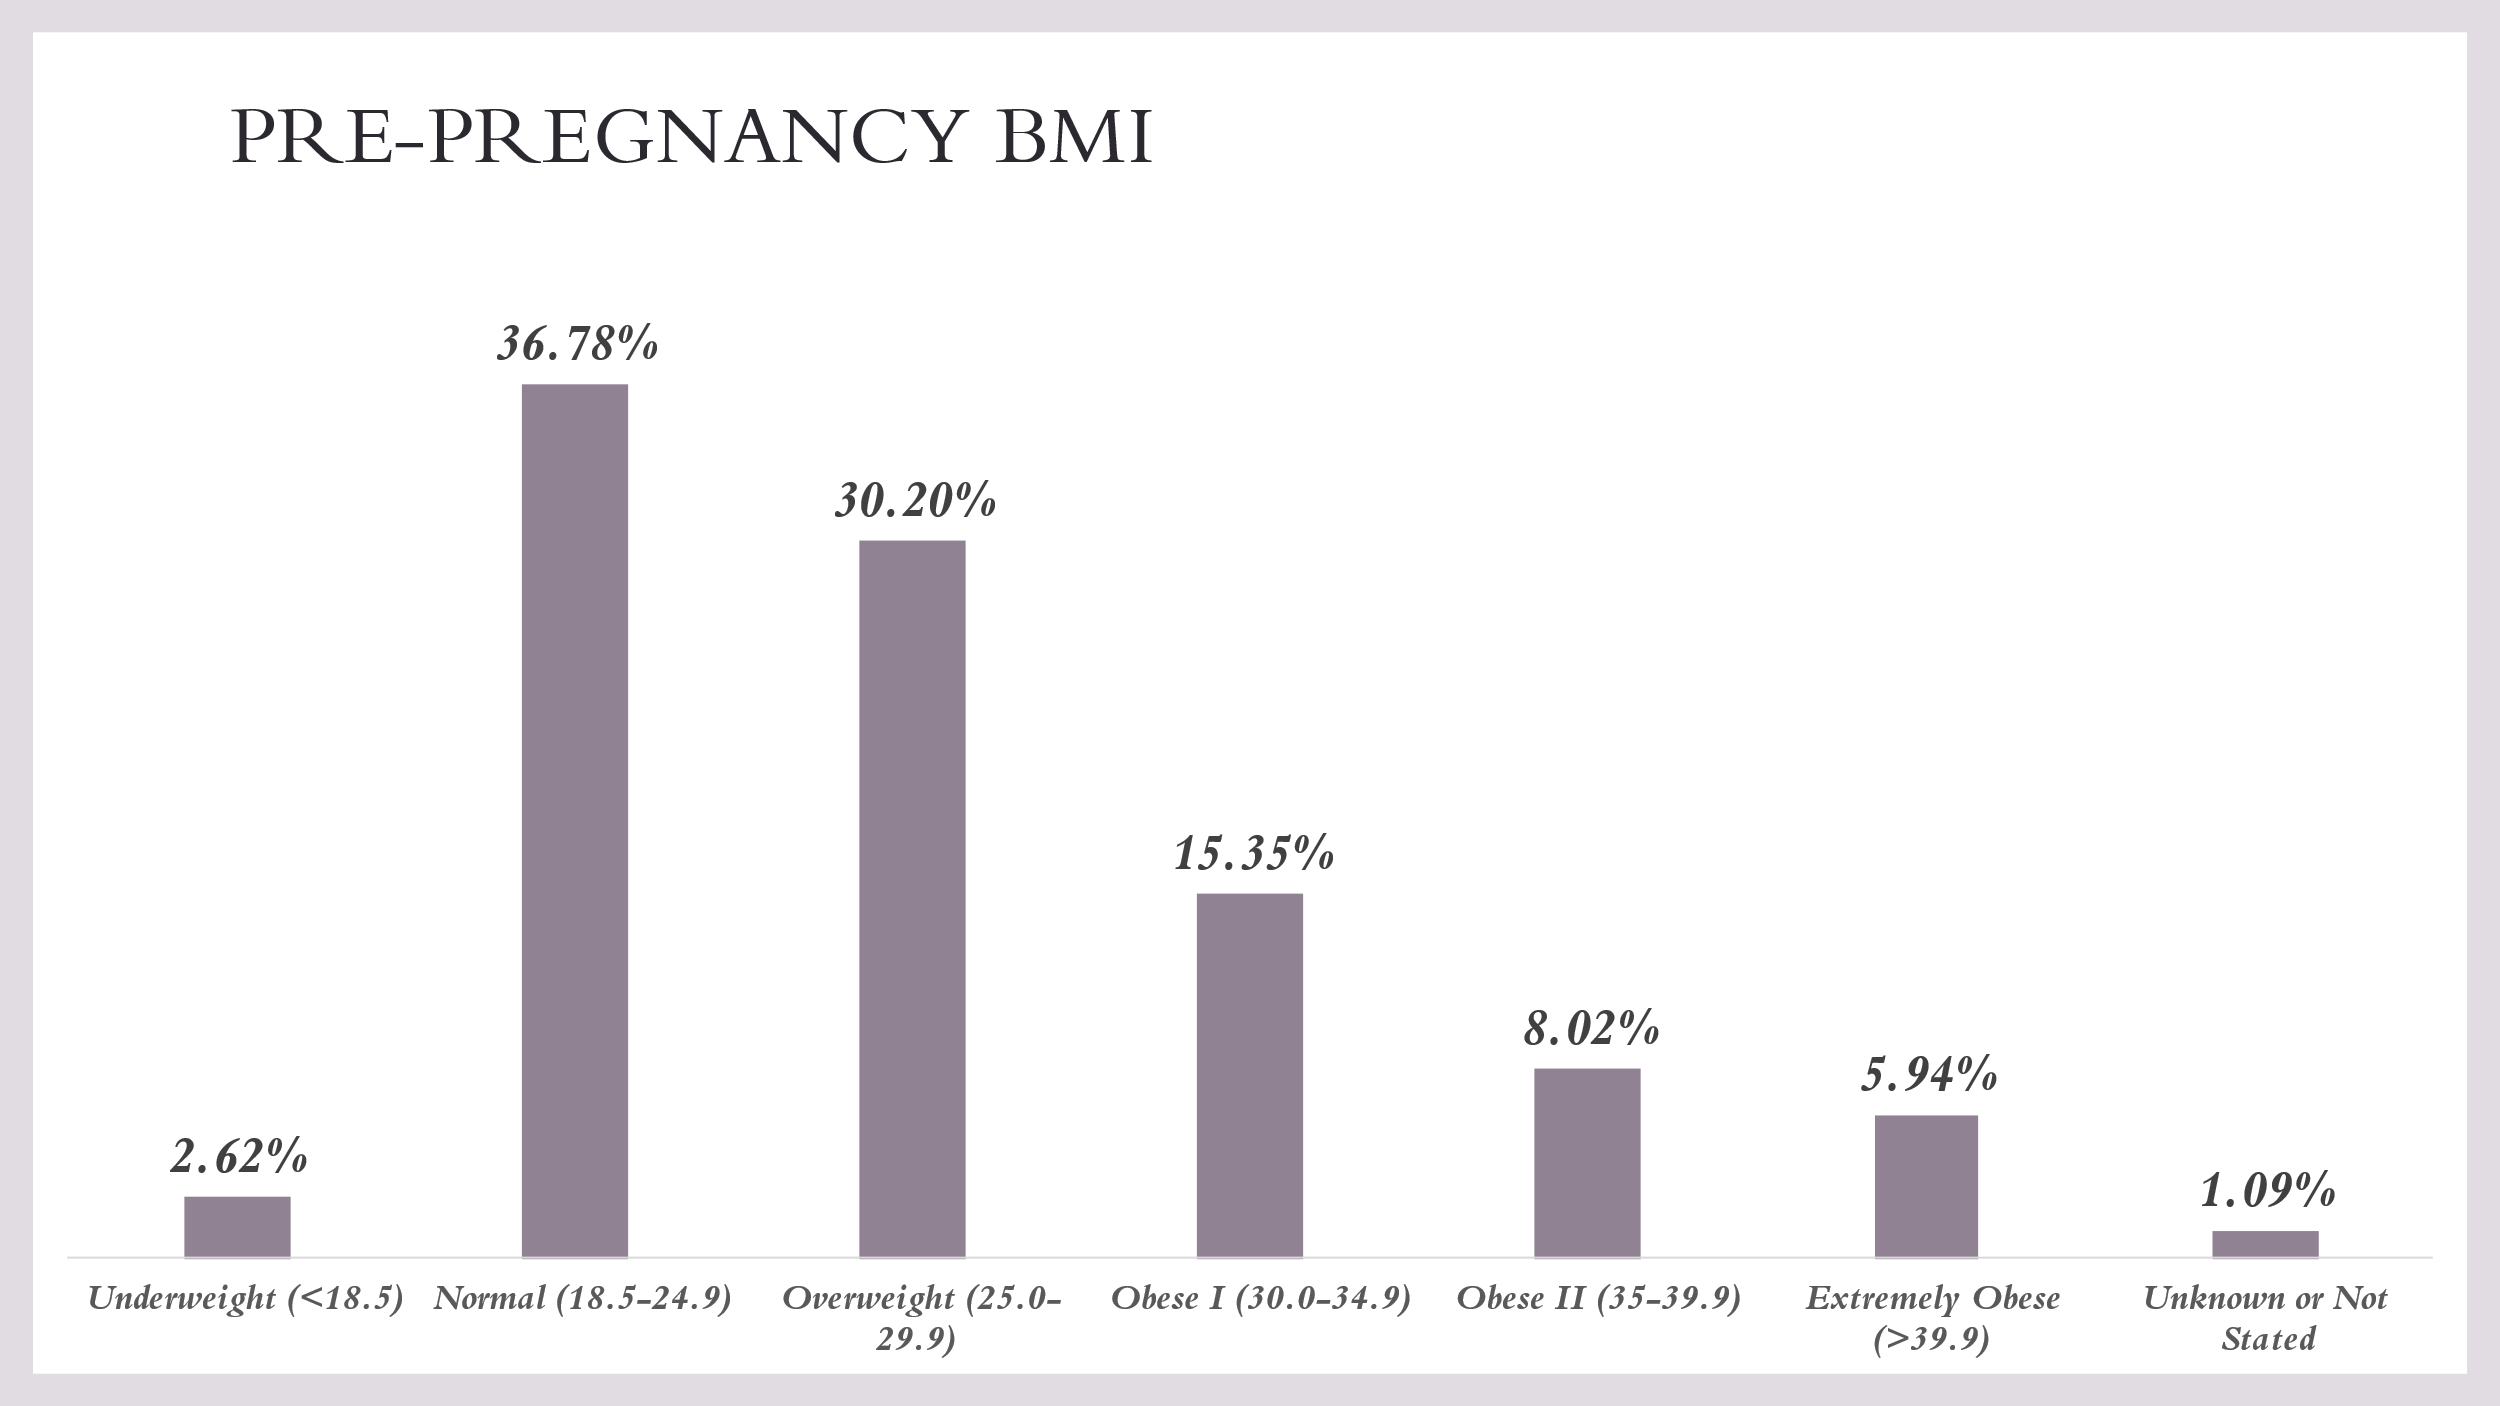 PRE-PREGNANCY BMI
36.78%
30.20%
15.35%
8.02%
5.94%
2.62%
1.09%
Underweight (<18.5)
Normal (18.5-24.9)
Overweight (25.0-
29.9)
Obese I (30.0-34.9)
Obese II (35-39.9)
Extremely Obese
(>39.9)
Unknown or Not
Stated